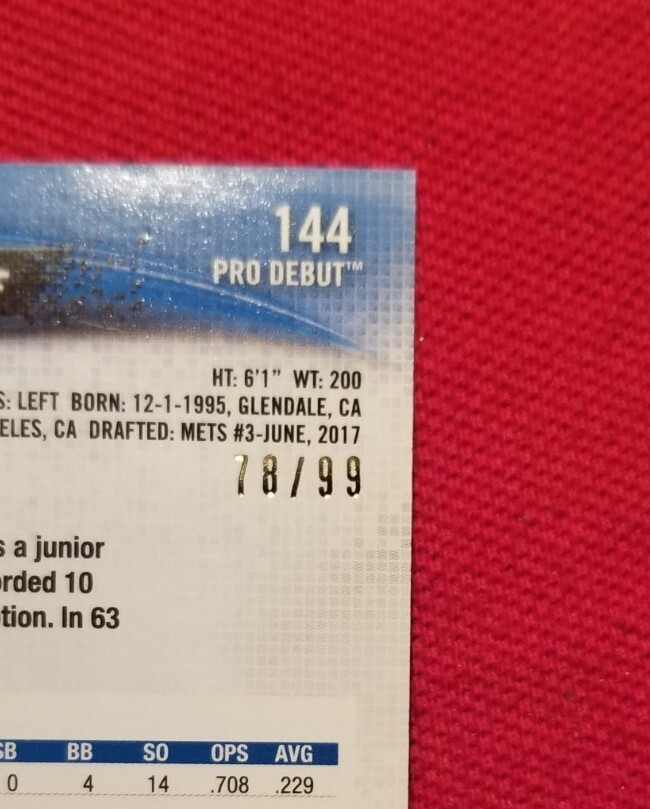 144
PRO DEBUT™
HT: 6'1" WT: 200
S: LEFT BORN: 12-1-1995, GLENDALE, CA
ELES, CA DRAFTED: METS #3-JUNE, 2017
78/99
s a junior
orded 10
tion. In 63
SB BB SO OPS AVG
0 4 14 .708 .229